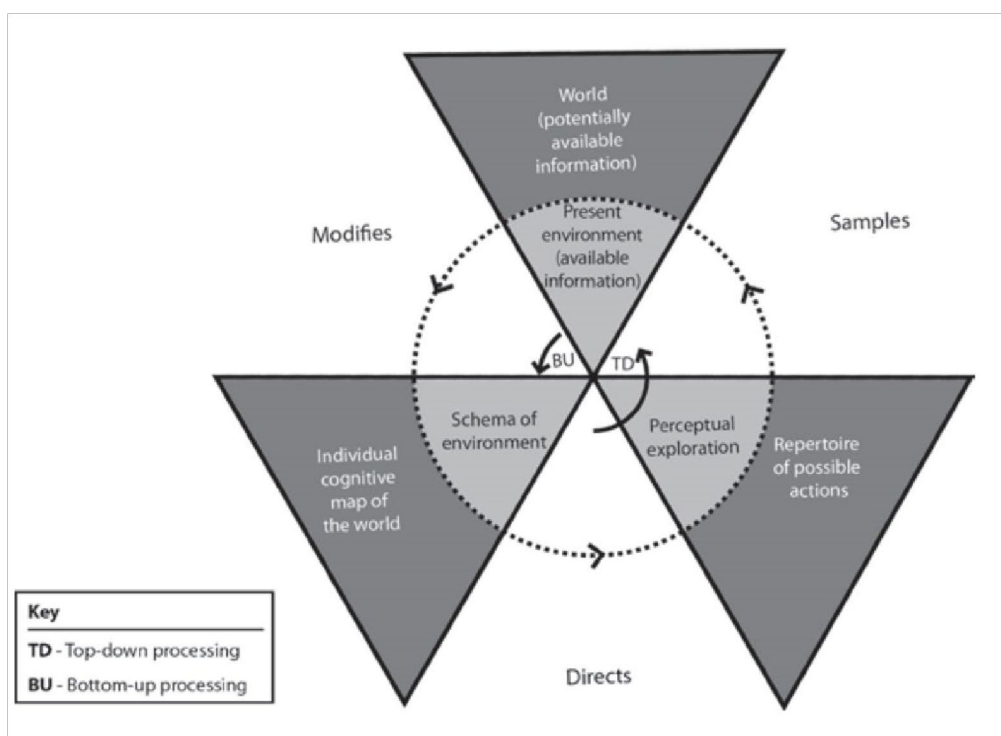 World
(potentially
available
information)
Present
environment
(available
information)
Modifies
Samples
BU
TD
Schema of
environment
Perceptual
exploration
Individual
cognitive
map of
the world
Repertoire
of possible
actions
Directs
Key
TD - Top-down processing
BU - Bottom-up processing